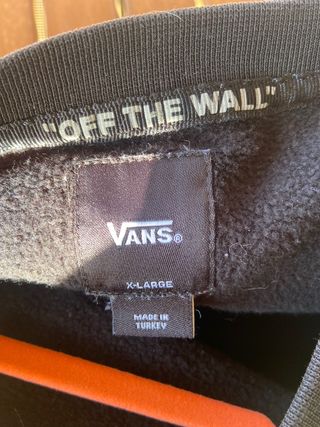 "OFF THE WALL"
VANS®
X-LARGE
MADE IN
TURKEY